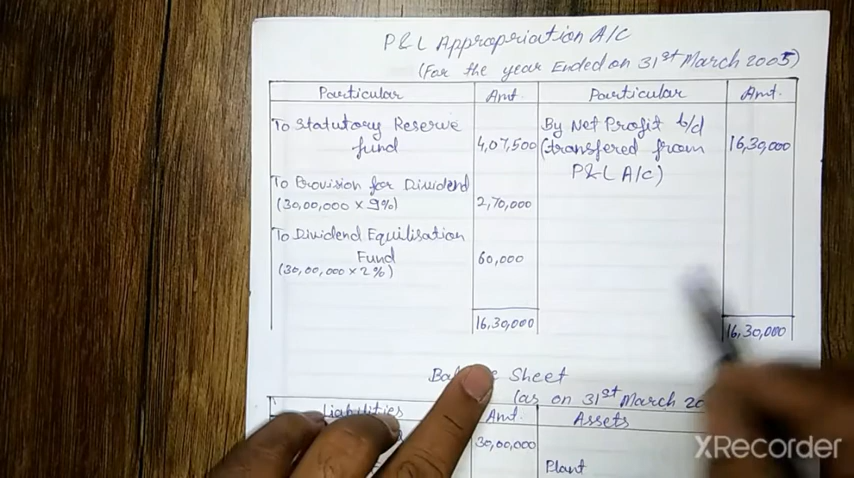 P&L Appropriation A/C
(For the year Ended on 31st March 2005)
Particular Amt. Particular Amt.
To Statutory Reserve
fund 4,07,500
By Net Profit b/d
(transfered from
P&L A/c) 16,30,000
To Provision for Dividend
(30,00,000 x 9%) 2,70,000
To Dividend Equilisation
Fund 60,000
(30,00,000 x 2%)
16,30,000 16,30,000
Sheet
(as on 31st March 20
Liabilities Amt. Assets
30,00,000
Plant
XRecorder